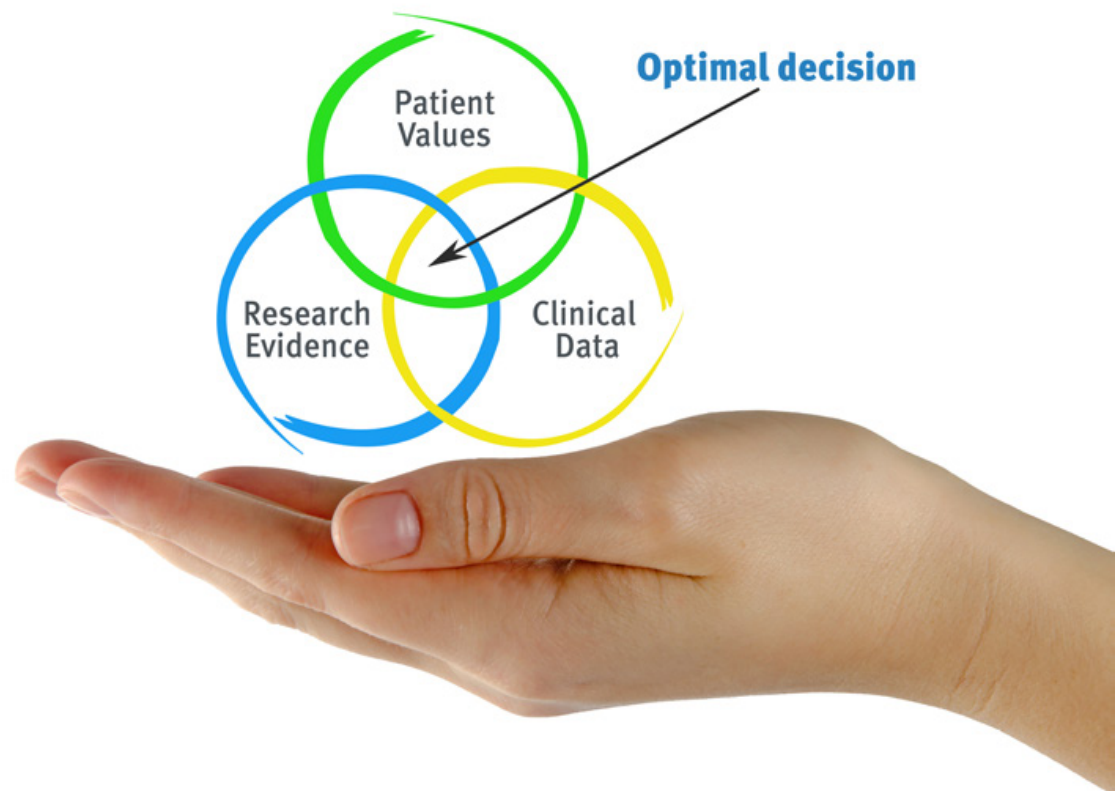 Optimal decision
Patient
Values
Research
Evidence
Clinical
Data